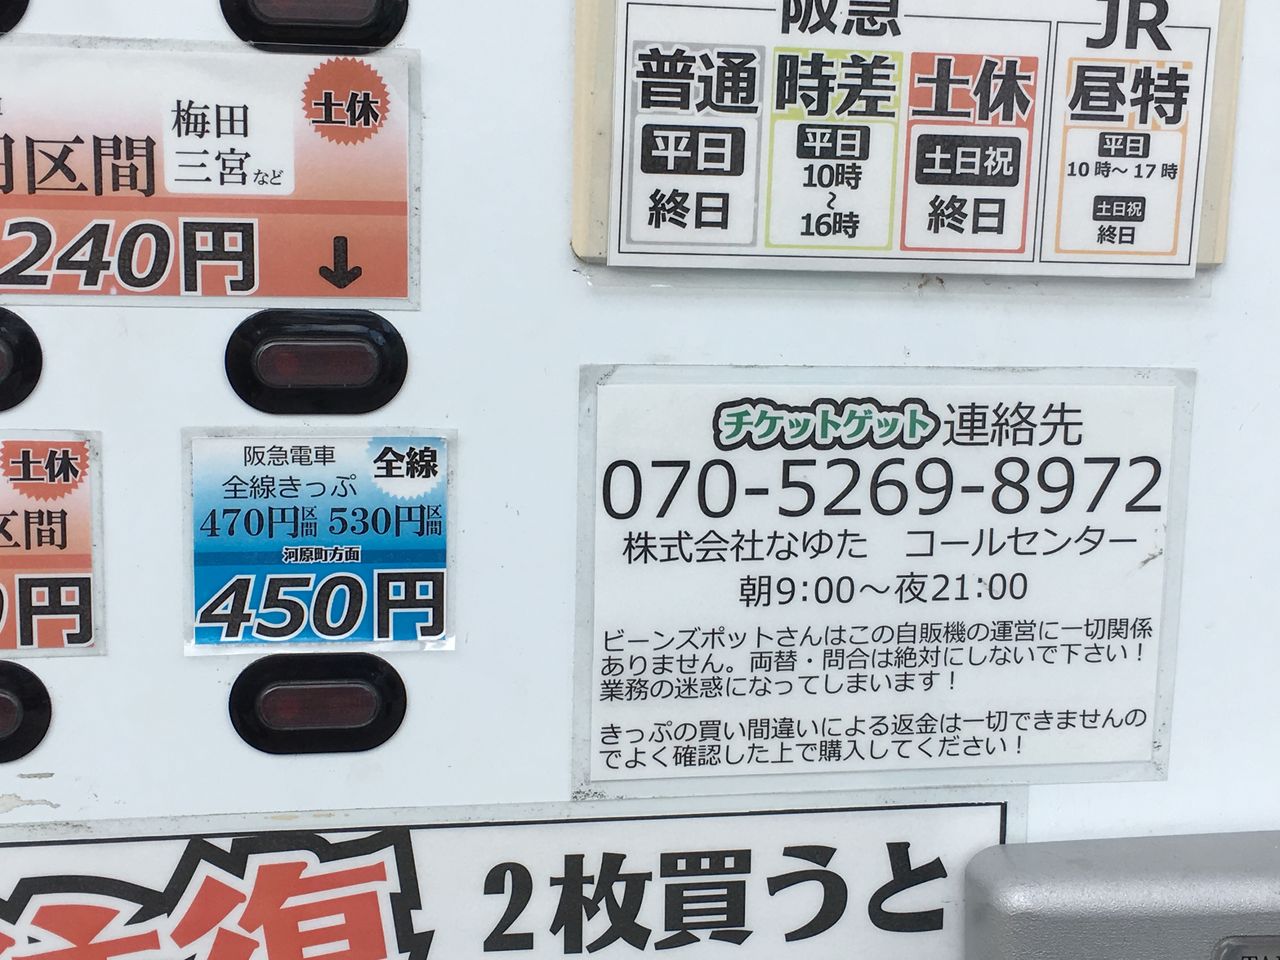 阪急
JR
普通
平日
終日
時差
平日
10時
~
16時
土休
土日祝
終日
昼特
平日
10時~17時
土日祝
終日
土休
梅田
三宮など
区間
240円
↓
土休
区間
円
阪急電車
全線
全線きっぷ
470円区間 530円区間
河原町方面
450円
チケットゲット 連絡先
070-5269-8972
株式会社なゆた コールセンター
朝9:00～夜21:00
ビーンズポットさんはこの自販機の運営に一切関係
ありません。両替・問合は絶対にしないで下さい！
業務の迷惑になってしまいます！
きっぷの買い間違いによる返金は一切できませんの
でよく確認した上で購入してください！
復
2枚買うと